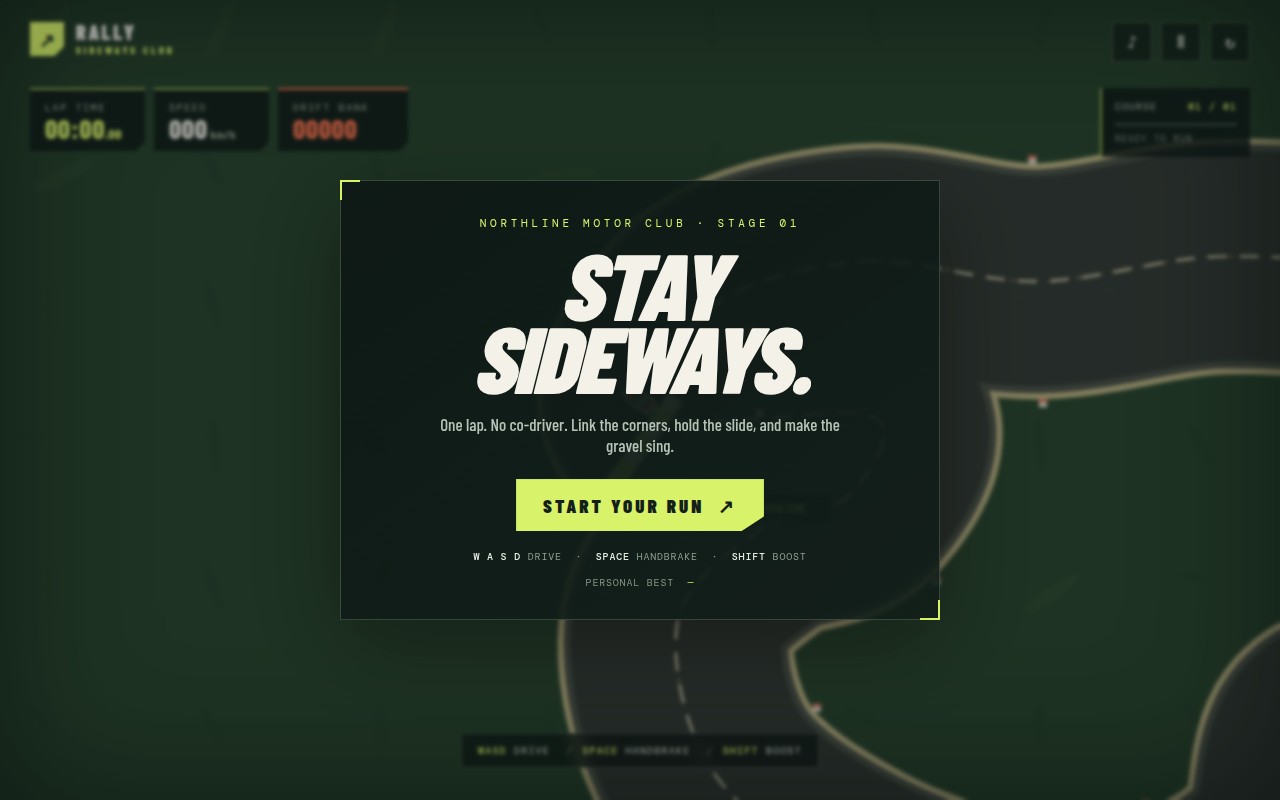 RALLY
SIDEWAYS CLUB
LAP TIME
00:00.00
SPEED
000 km/h
DRIFT BANK
00000
COURSE 01 / 01
READY TO RUN
NORTHLINE MOTOR CLUB · STAGE 01
STAY
SIDEWAYS.
One lap. No co-driver. Link the corners, hold the slide, and make the
gravel sing.
START YOUR RUN ↗
W A S D DRIVE · SPACE HANDBRAKE · SHIFT BOOST
PERSONAL BEST —
WASD DRIVE / SPACE HANDBRAKE / SHIFT BOOST